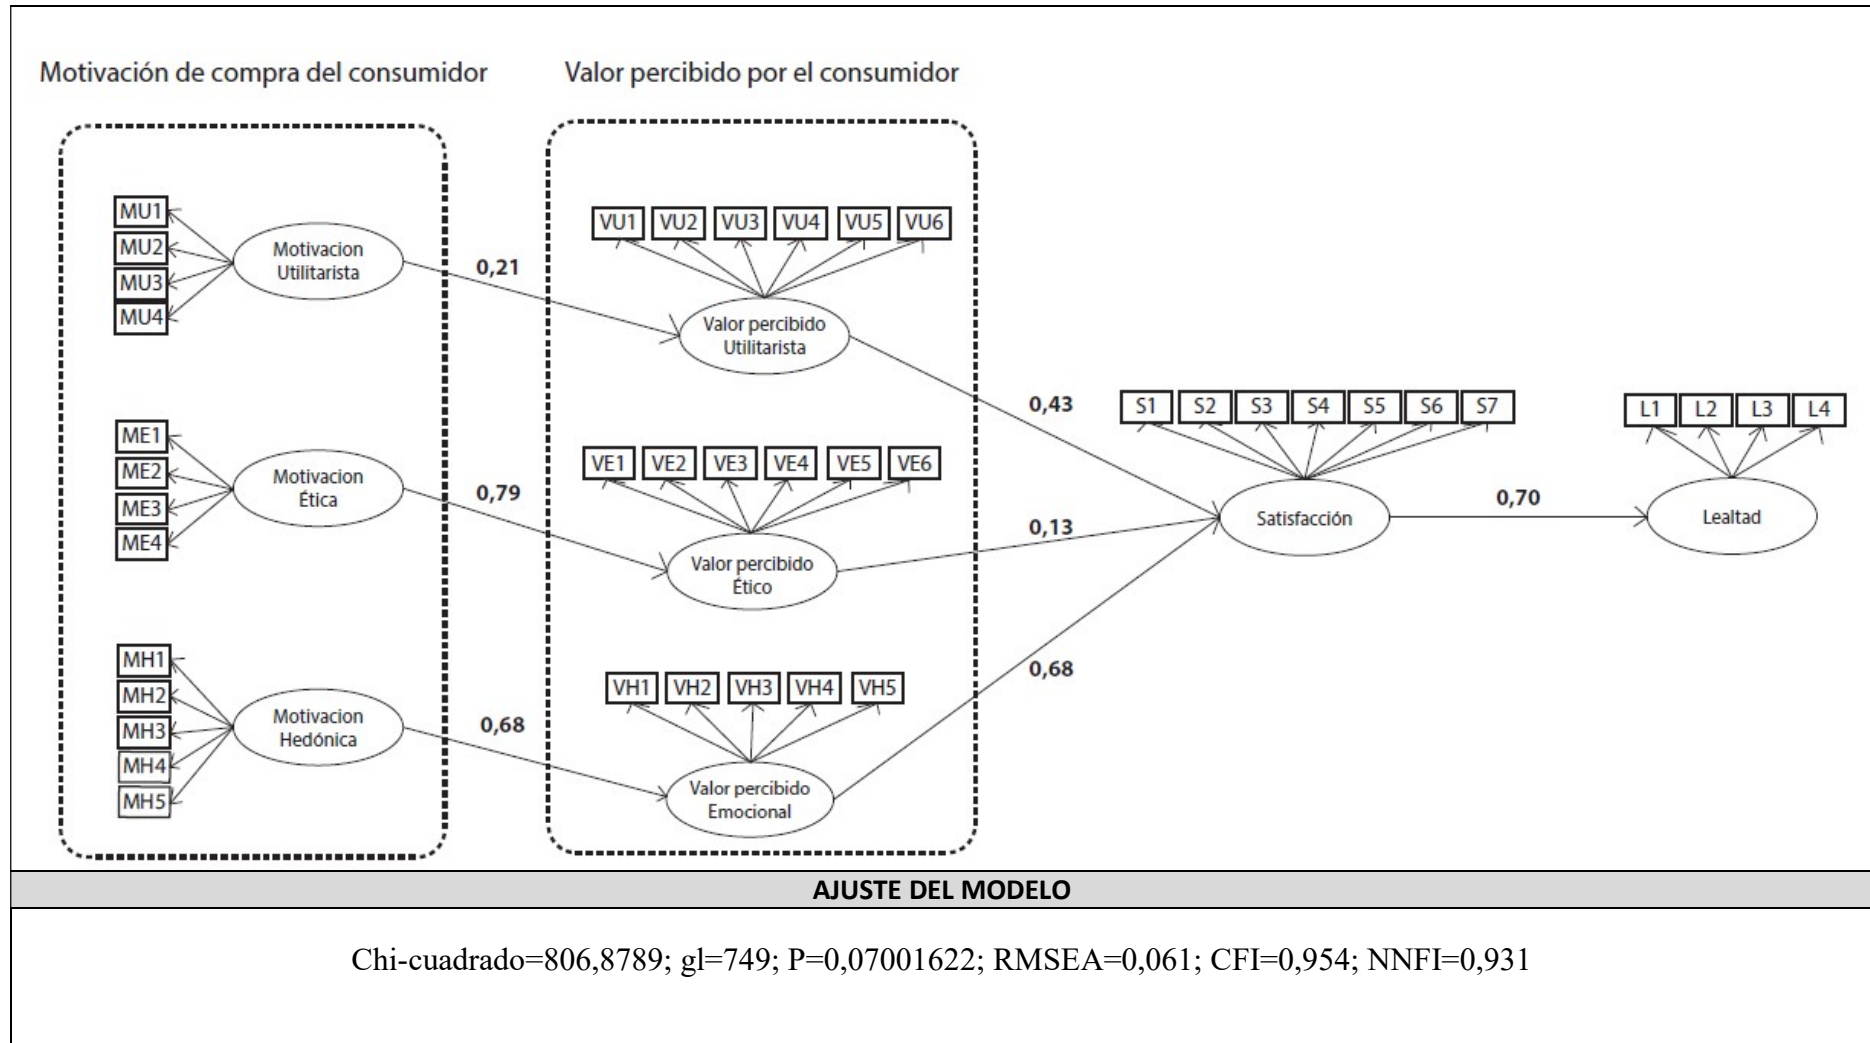 Motivación de compra del consumidor
Valor percibido por el consumidor
MU1
MU2
MU3
MU4
Motivacion
Utilitarista
0,21
VU1 VU2 VU3 VU4 VU5 VU6
Valor percibido
Utilitarista
0,43
ME1
ME2
ME3
ME4
Motivacion
Ética
0,79
VE1 VE2 VE3 VE4 VE5 VE6
Valor percibido
Ético
0,13
MH1
MH2
MH3
MH4
MH5
Motivacion
Hedónica
0,68
VH1 VH2 VH3 VH4 VH5
Valor percibido
Emocional
0,68
S1 S2 S3 S4 S5 S6 S7
Satisfacción
0,70
L1 L2 L3 L4
Lealtad
AJUSTE DEL MODELO
Chi-cuadrado=806,8789; gl=749; P=0,07001622; RMSEA=0,061; CFI=0,954; NNFI=0,931